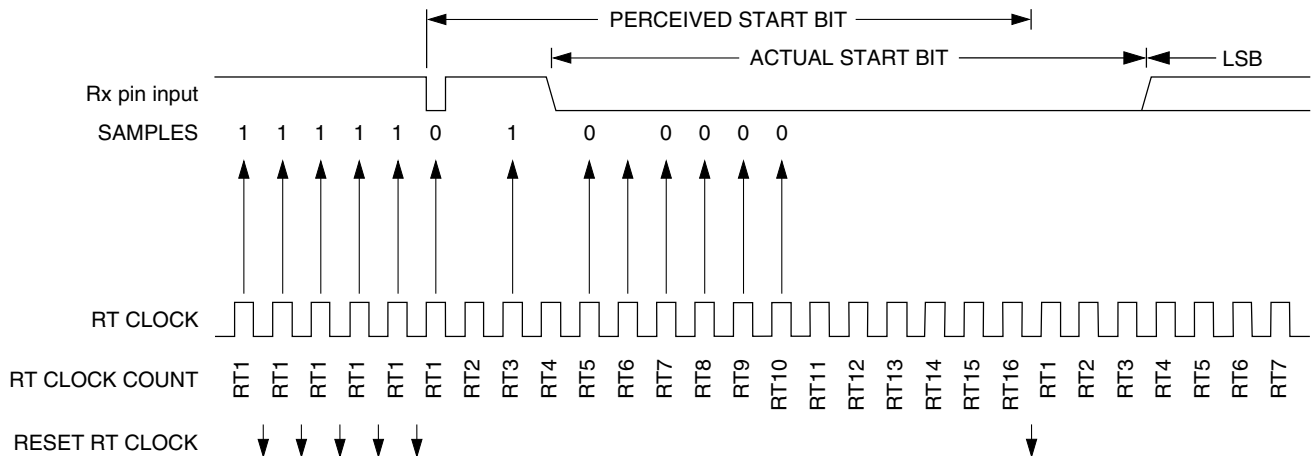 PERCEIVED START BIT
ACTUAL START BIT
LSB
Rx pin input
SAMPLES 1 1 1 1 1 0 1 0 0 0 0 0
RT CLOCK
RT CLOCK COUNT RT1 RT1 RT1 RT1 RT1 RT1 RT2 RT3 RT4 RT5 RT6 RT7 RT8 RT9 RT10 RT11 RT12 RT13 RT14 RT15 RT16 RT1 RT2 RT3 RT4 RT5 RT6 RT7
RESET RT CLOCK